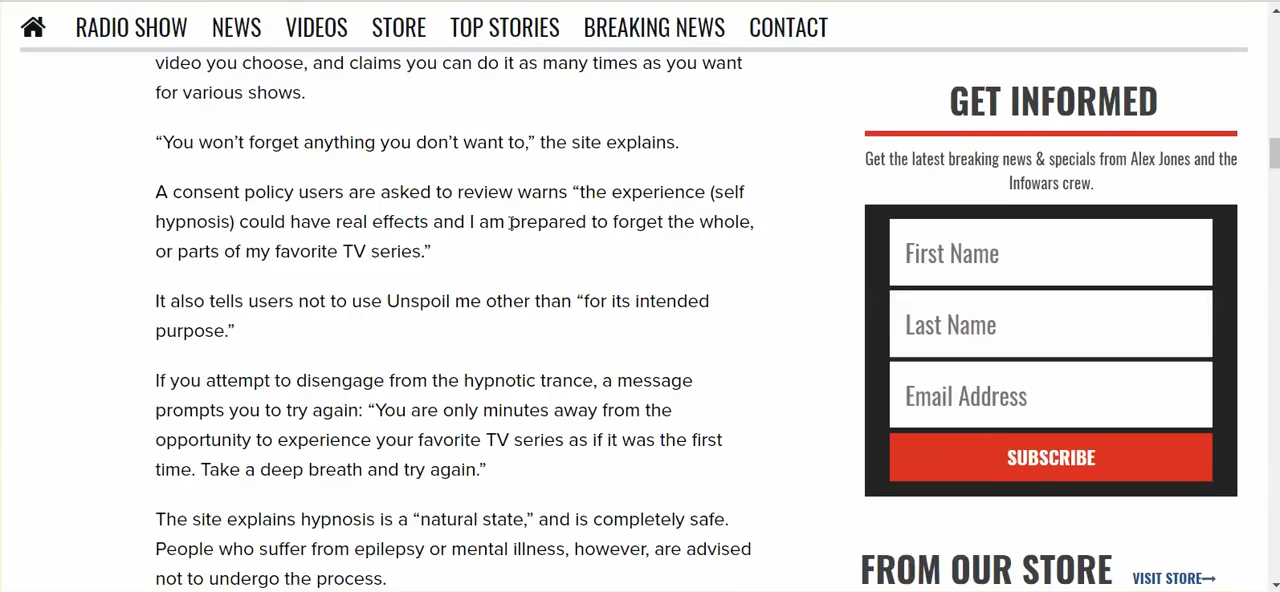 RADIO SHOW NEWS VIDEOS STORE TOP STORIES BREAKING NEWS CONTACT
video you choose, and claims you can do it as many times as you want
for various shows.
“You won’t forget anything you don’t want to,” the site explains.
A consent policy users are asked to review warns “the experience (self
hypnosis) could have real effects and I am prepared to forget the whole,
or parts of my favorite TV series.”
It also tells users not to use Unspoil me other than “for its intended
purpose.”
If you attempt to disengage from the hypnotic trance, a message
prompts you to try again: “You are only minutes away from the
opportunity to experience your favorite TV series as if it was the first
time. Take a deep breath and try again.”
The site explains hypnosis is a “natural state,” and is completely safe.
People who suffer from epilepsy or mental illness, however, are advised
not to undergo the process.
GET INFORMED
Get the latest breaking news & specials from Alex Jones and the
Infowars crew.
First Name
Last Name
Email Address
SUBSCRIBE
FROM OUR STORE VISIT STORE